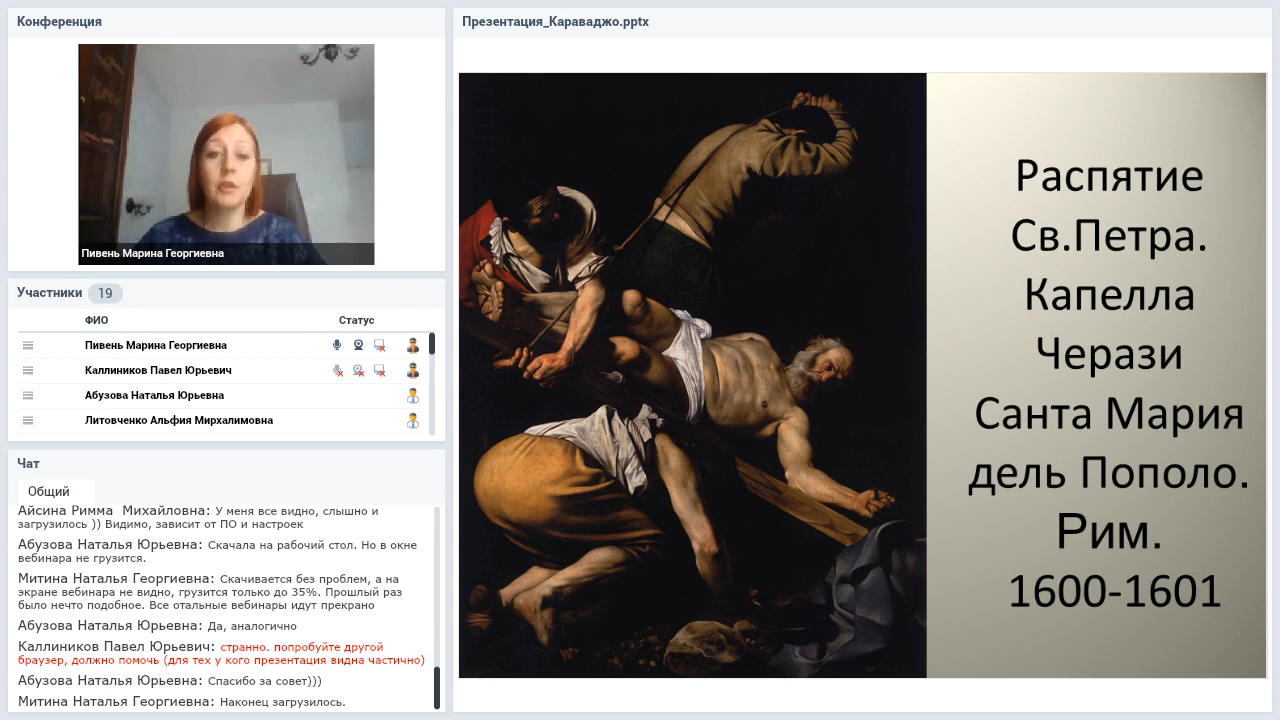 Конференция
Пивень Марина Георгиевна
Участники 19
ФИО Статус
Пивень Марина Георгиевна
Каллиников Павел Юрьевич
Абузова Наталья Юрьевна
Литовченко Альфия Мирхалимовна
Чат
Общий
Айсина Римма Михайловна: У меня все видно, слышно и
загрузилось )) Видимо, зависит от ПО и настроек
Абузова Наталья Юрьевна: Скачала на рабочий стол. Но в окне
вебинара не грузится.
Митина Наталья Георгиевна: Скачивается без проблем, а на
экране вебинара не видно, грузится только до 35%. Прошлый раз
было нечто подобное. Все отальные вебинары идут прекрано
Абузова Наталья Юрьевна: Да, аналогично
Каллиников Павел Юрьевич: странно. попробуйте другой
браузер, должно помочь (для тех у кого презентация видна частично)
Абузова Наталья Юрьевна: Спасибо за совет)))
Митина Наталья Георгиевна: Наконец загрузилось.
Презентация_Караваджо.pptx
Распятие
Св.Петра.
Капелла
Черази
Санта Мария
дель Пополо.
Рим.
1600-1601